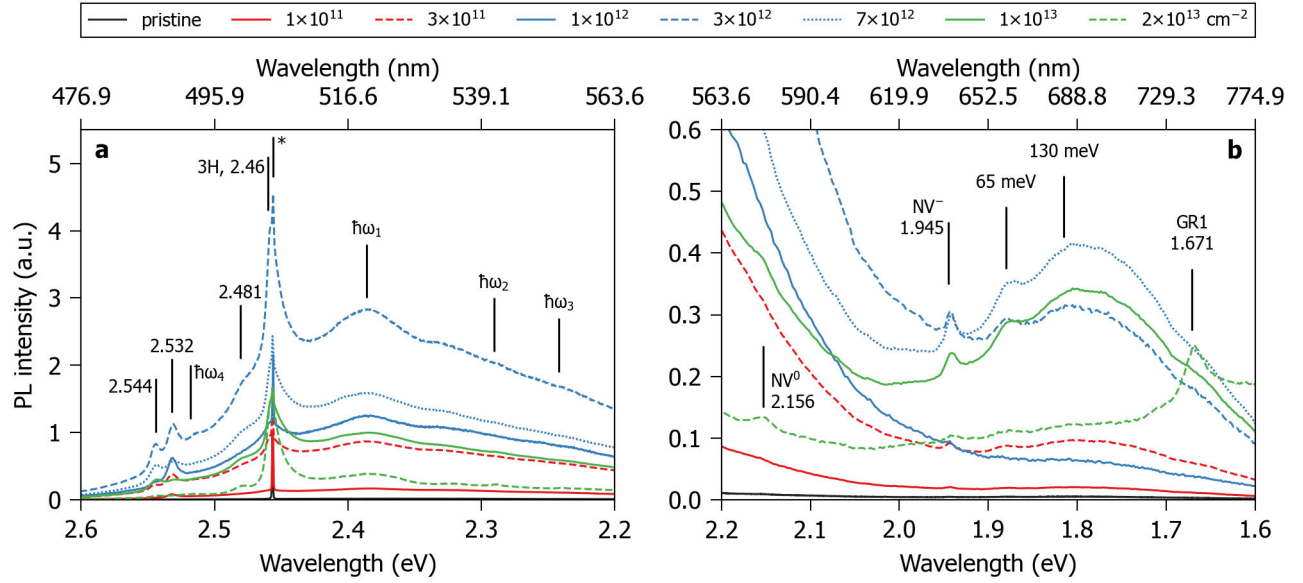 pristine 1×10¹¹ 3×10¹¹ 1×10¹² 3×10¹² 7×10¹² 1×10¹³ 2×10¹³ cm⁻²
Wavelength (nm)
476.9 495.9 516.6 539.1 563.6
a
*
3H, 2.46
ħω₁
ħω₂
ħω₃
2.481
2.532
ħω₄
2.544
PL intensity (a.u.)
5
4
3
2
1
0
2.6 2.5 2.4 2.3 2.2
Wavelength (eV)
Wavelength (nm)
563.6 590.4 619.9 652.5 688.8 729.3 774.9
b
130 meV
65 meV
NV⁻
1.945
GR1
1.671
NV⁰
2.156
0.6
0.5
0.4
0.3
0.2
0.1
0.0
2.2 2.1 2.0 1.9 1.8 1.7 1.6
Wavelength (eV)